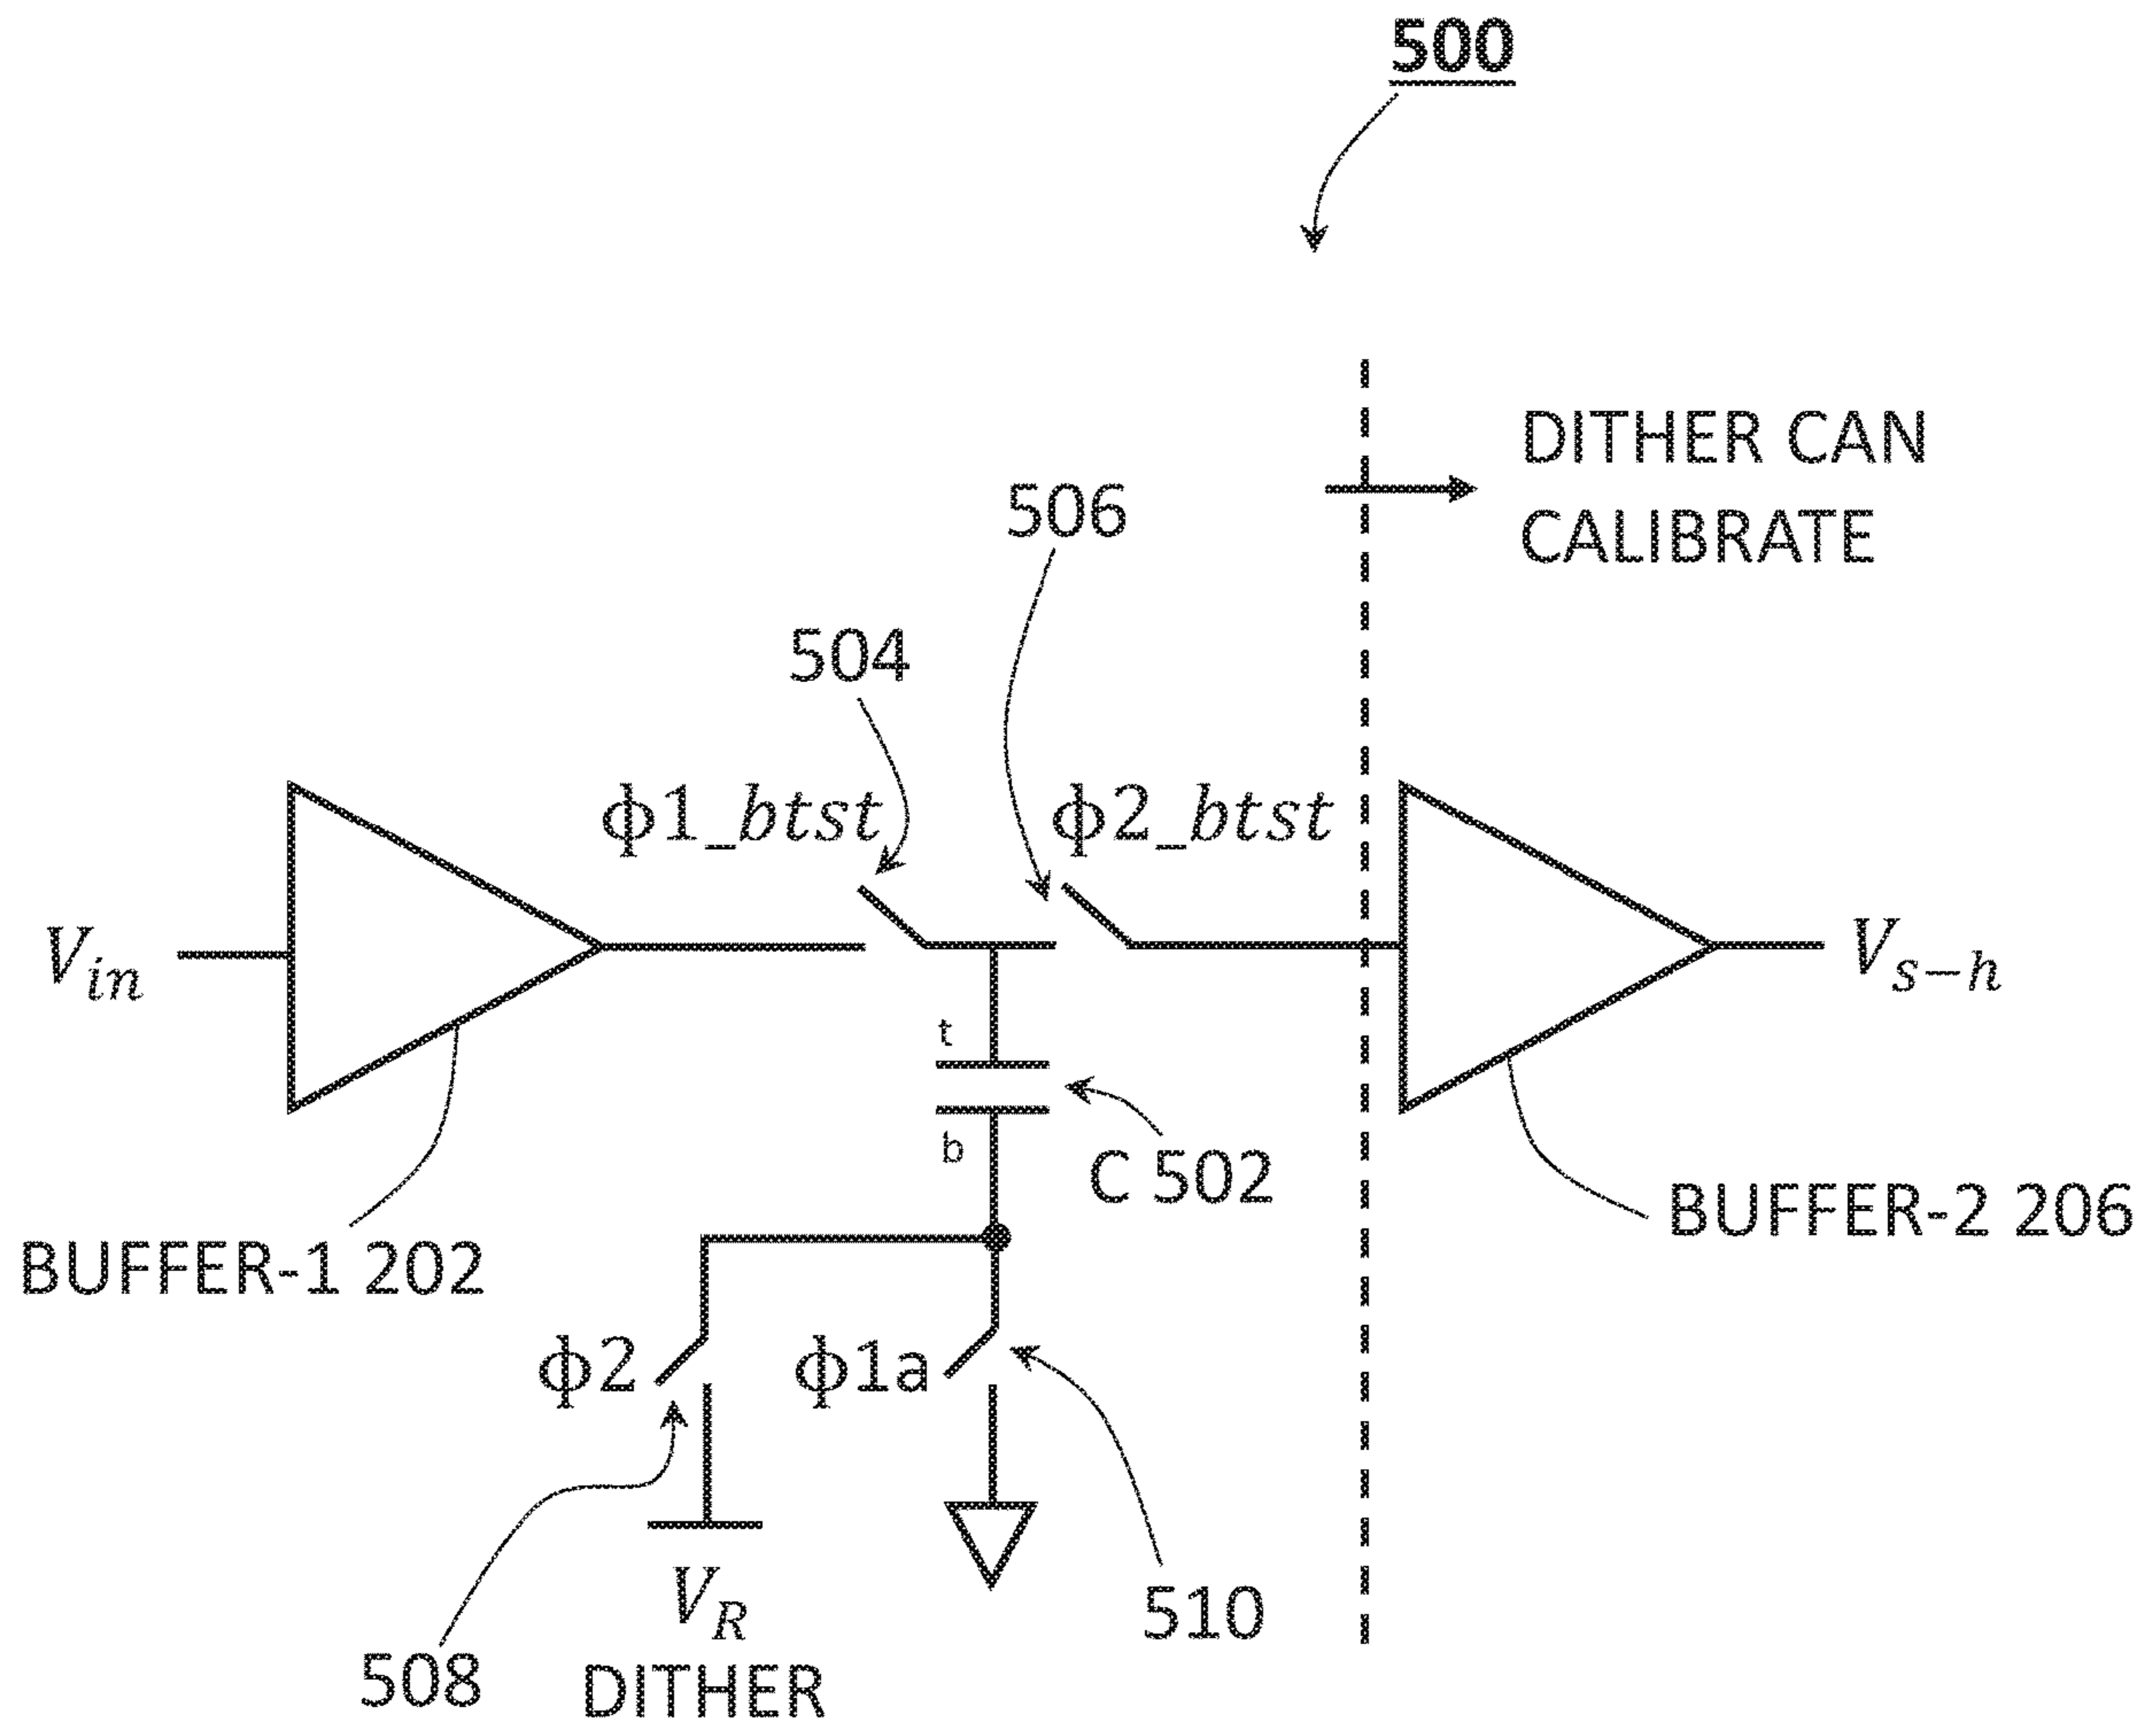 500
DITHER CAN
CALIBRATE
506
504
ϕ1_btst
ϕ2_btst
V_in
V_s−h
t
b
C 502
BUFFER-1 202
BUFFER-2 206
ϕ2
ϕ1a
V_R
DITHER
508
510